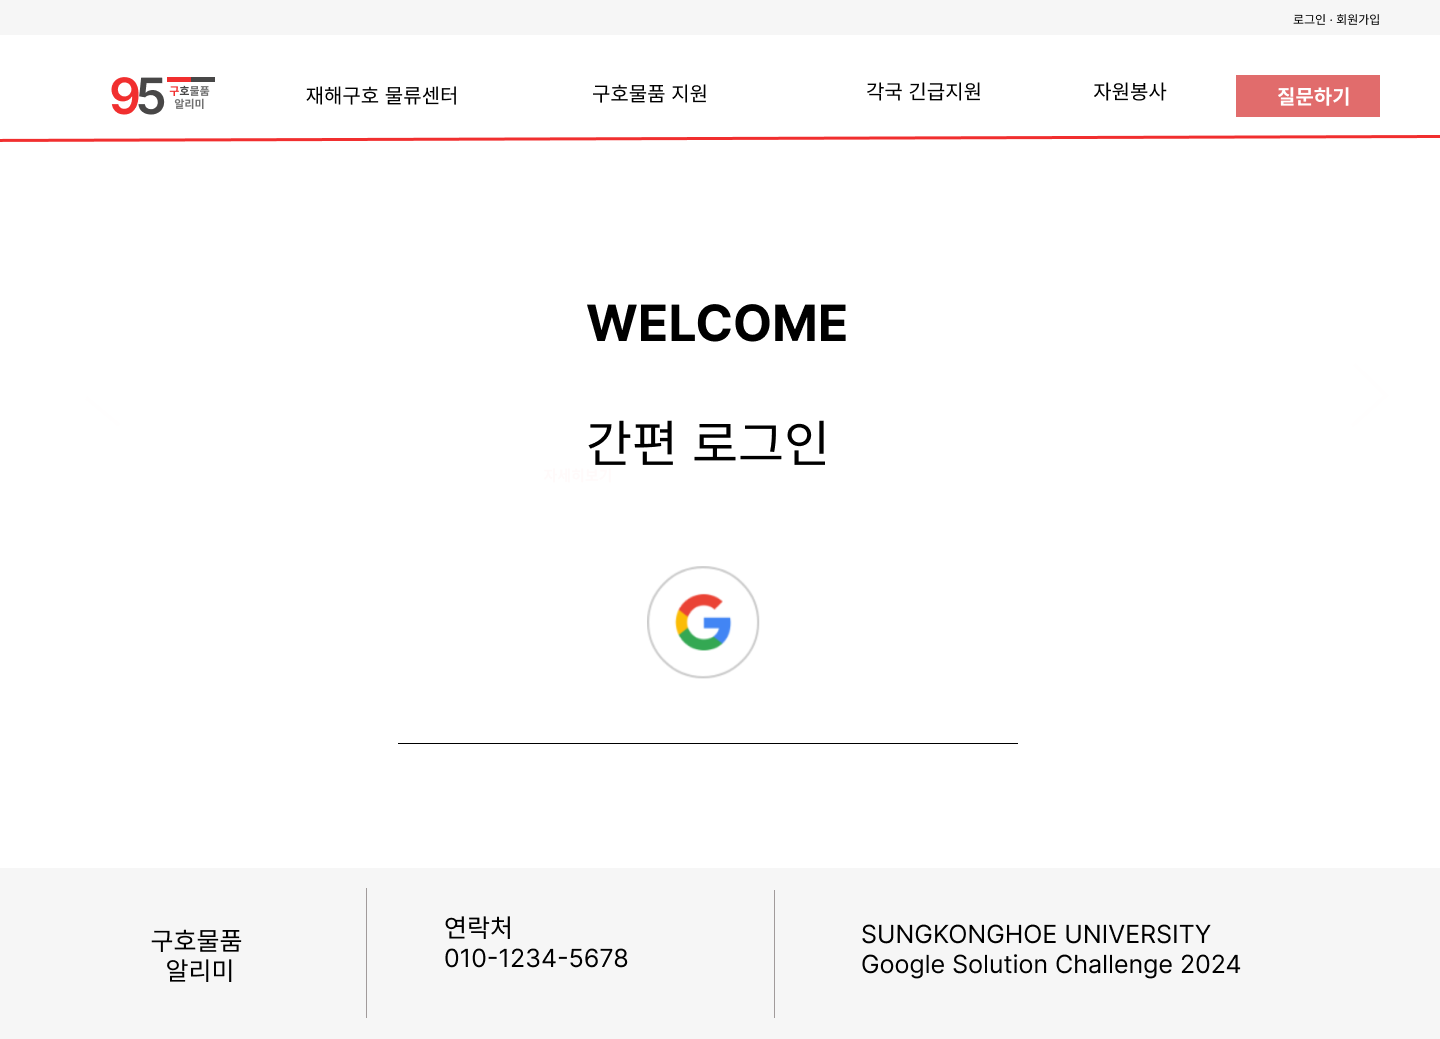 로그인 · 회원가입
95 구호물품
알리미
재해구호 물류센터
구호물품 지원
각국 긴급지원
자원봉사
질문하기
WELCOME
간편 로그인
구호물품
알리미
연락처
010-1234-5678
SUNGKONGHOE UNIVERSITY
Google Solution Challenge 2024